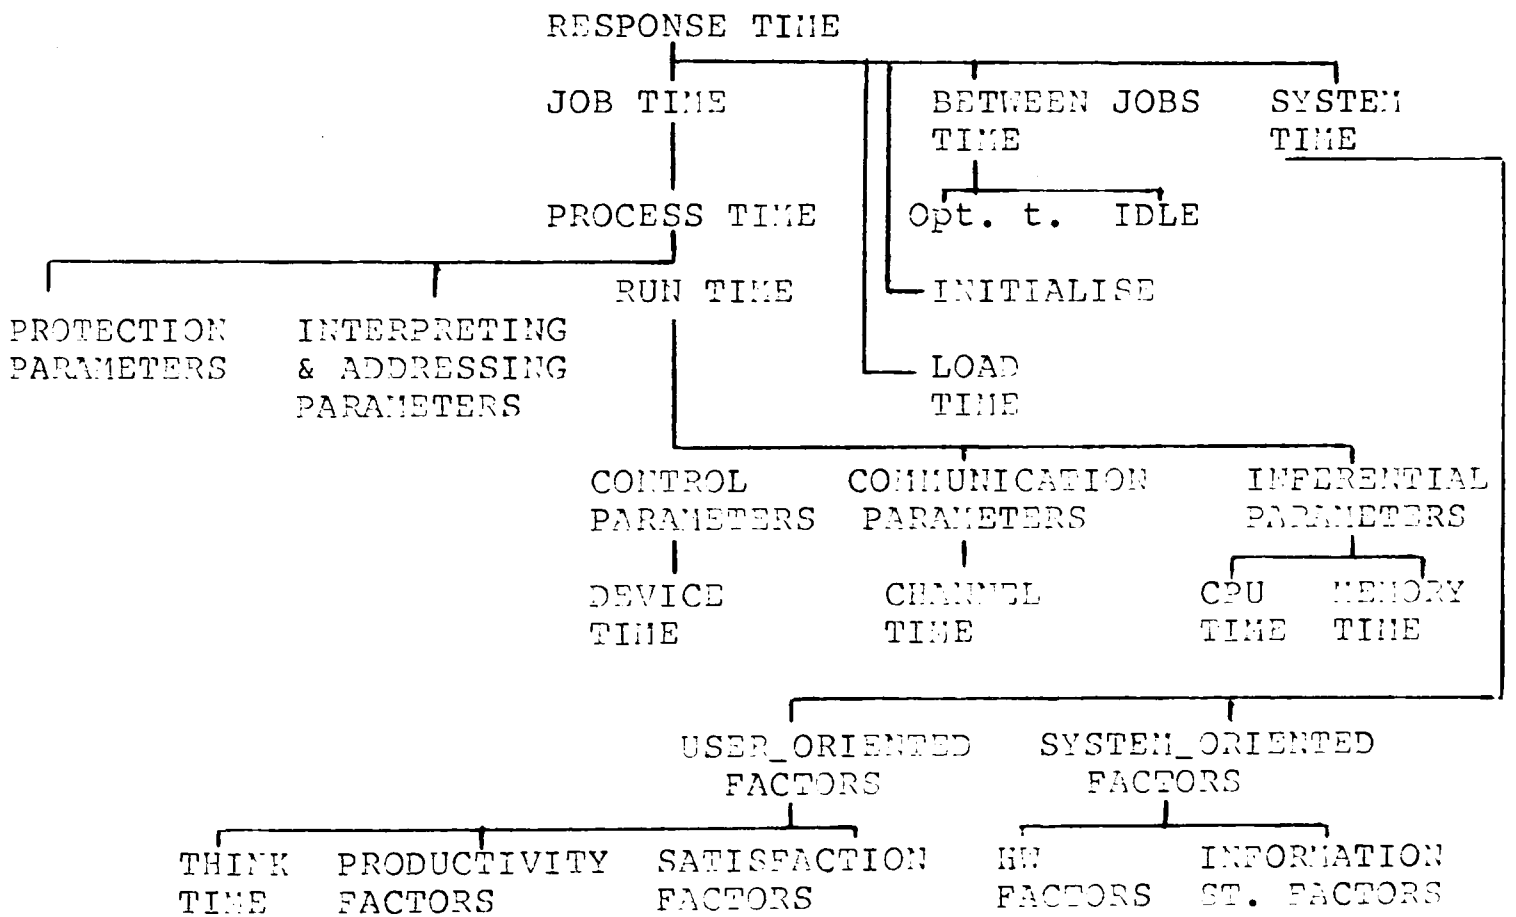 RESPONSE TIME
JOB TIME
BETWEEN JOBS
TIME
SYSTEM
TIME
PROCESS TIME
Opt. t.
IDLE
RUN TIME
INITIALISE
PROTECTION
PARAMETERS
INTERPRETING
& ADDRESSING
PARAMETERS
LOAD
TIME
CONTROL
PARAMETERS
COMMUNICATION
PARAMETERS
INFERENTIAL
PARAMETERS
DEVICE
TIME
CHANNEL
TIME
CPU
TIME
MEMORY
TIME
USER_ORIENTED
FACTORS
SYSTEM_ORIENTED
FACTORS
THINK
TIME
PRODUCTIVITY
FACTORS
SATISFACTION
FACTORS
HW
FACTORS
INFORMATION
ST. FACTORS